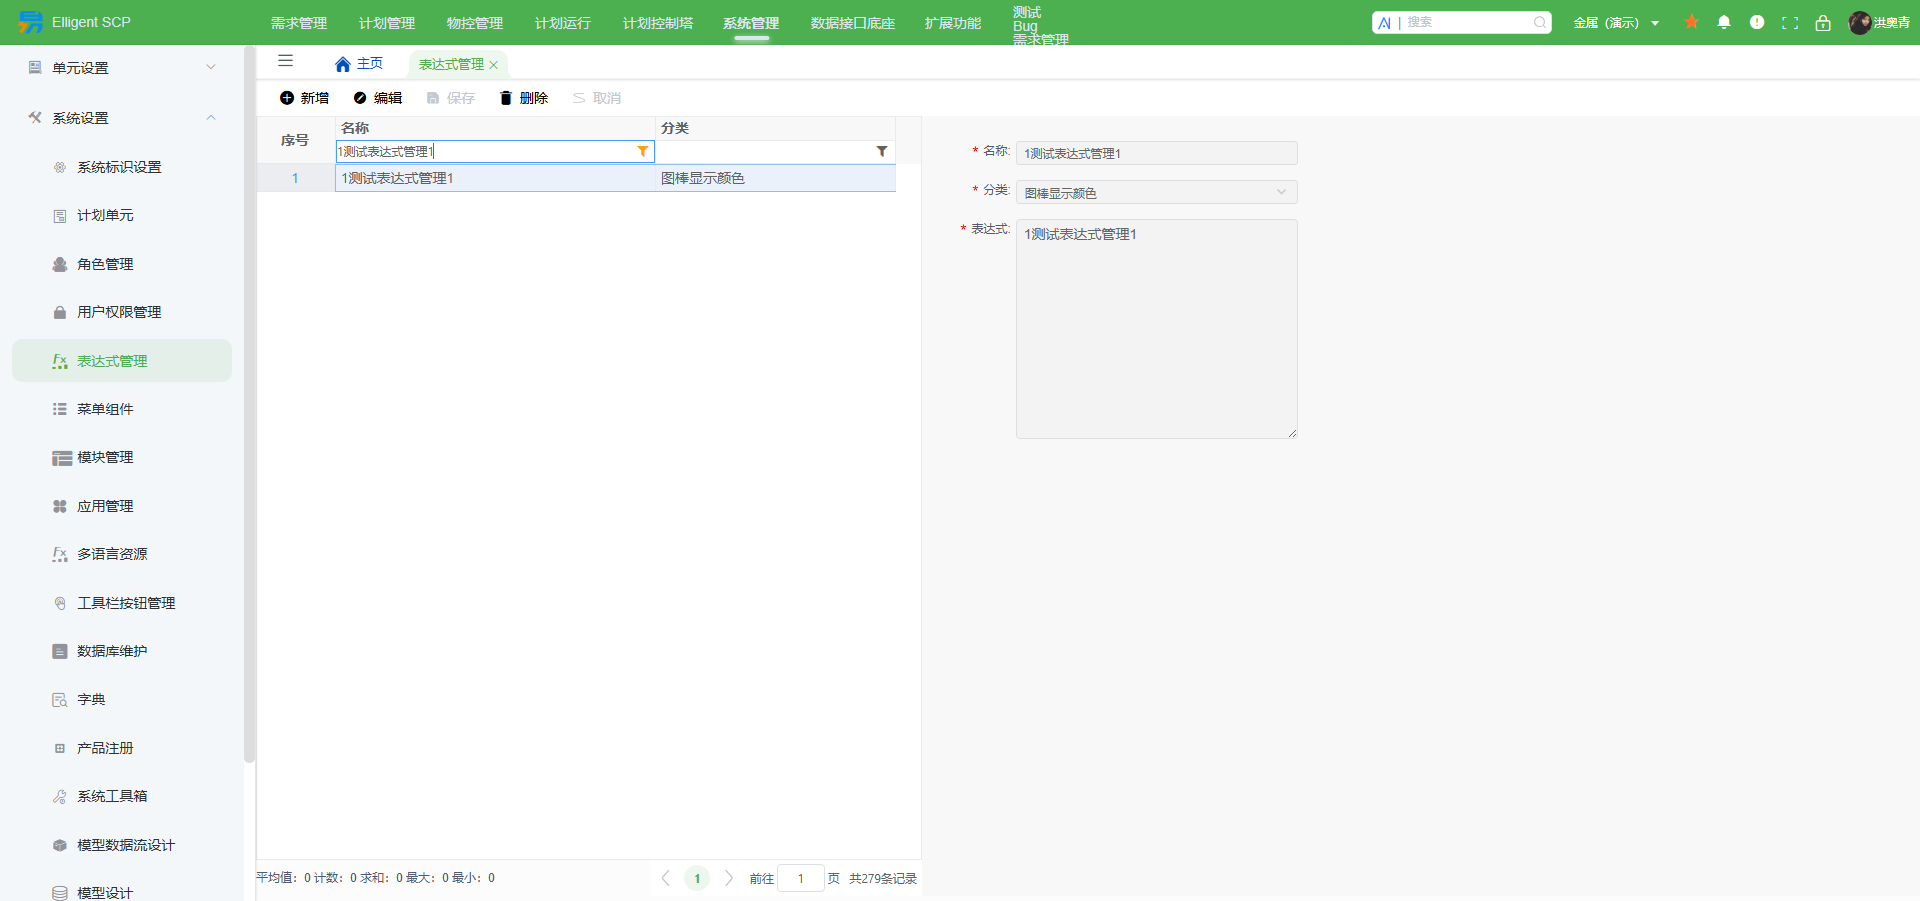 Elligent SCP
需求管理
计划管理
物控管理
计划运行
计划控制塔
系统管理
数据接口底座
扩展功能
测试
Bug
需求管理
搜索
金属（演示）
洪奥青
单元设置
系统设置
系统标识设置
计划单元
角色管理
用户权限管理
表达式管理
菜单组件
模块管理
应用管理
多语言资源
工具栏按钮管理
数据库维护
字典
产品注册
系统工具箱
模型数据流设计
模型设计
主页
表达式管理
新增
编辑
保存
删除
取消
序号
名称
分类
1测试表达式管理1
1
1测试表达式管理1
图棒显示颜色
* 名称:
1测试表达式管理1
* 分类:
图棒显示颜色
* 表达式:
1测试表达式管理1
平均值：0 计数：0 求和：0 最大：0 最小：0
1
前往 1 页
共279条记录